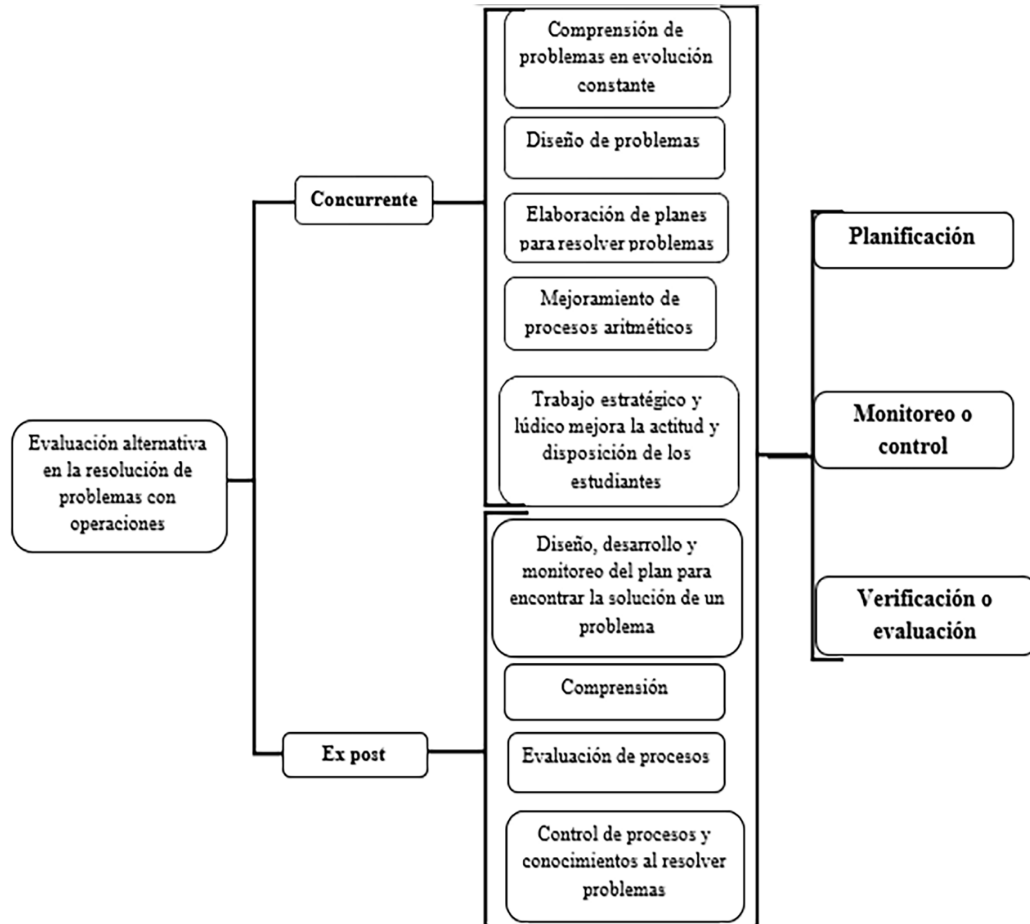 Evaluación alternativa
en la resolución de
problemas con
operaciones
Concurrente
Comprensión de
problemas en evolución
constante
Diseño de problemas
Elaboración de planes
para resolver problemas
Mejoramiento de
procesos aritméticos
Trabajo estratégico y
lúdico mejora la actitud y
disposición de los
estudiantes
Ex post
Diseño, desarrollo y
monitoreo del plan para
encontrar la solución de un
problema
Comprensión
Evaluación de procesos
Control de procesos y
conocimientos al resolver
problemas
Planificación
Monitoreo o
control
Verificación o
evaluación